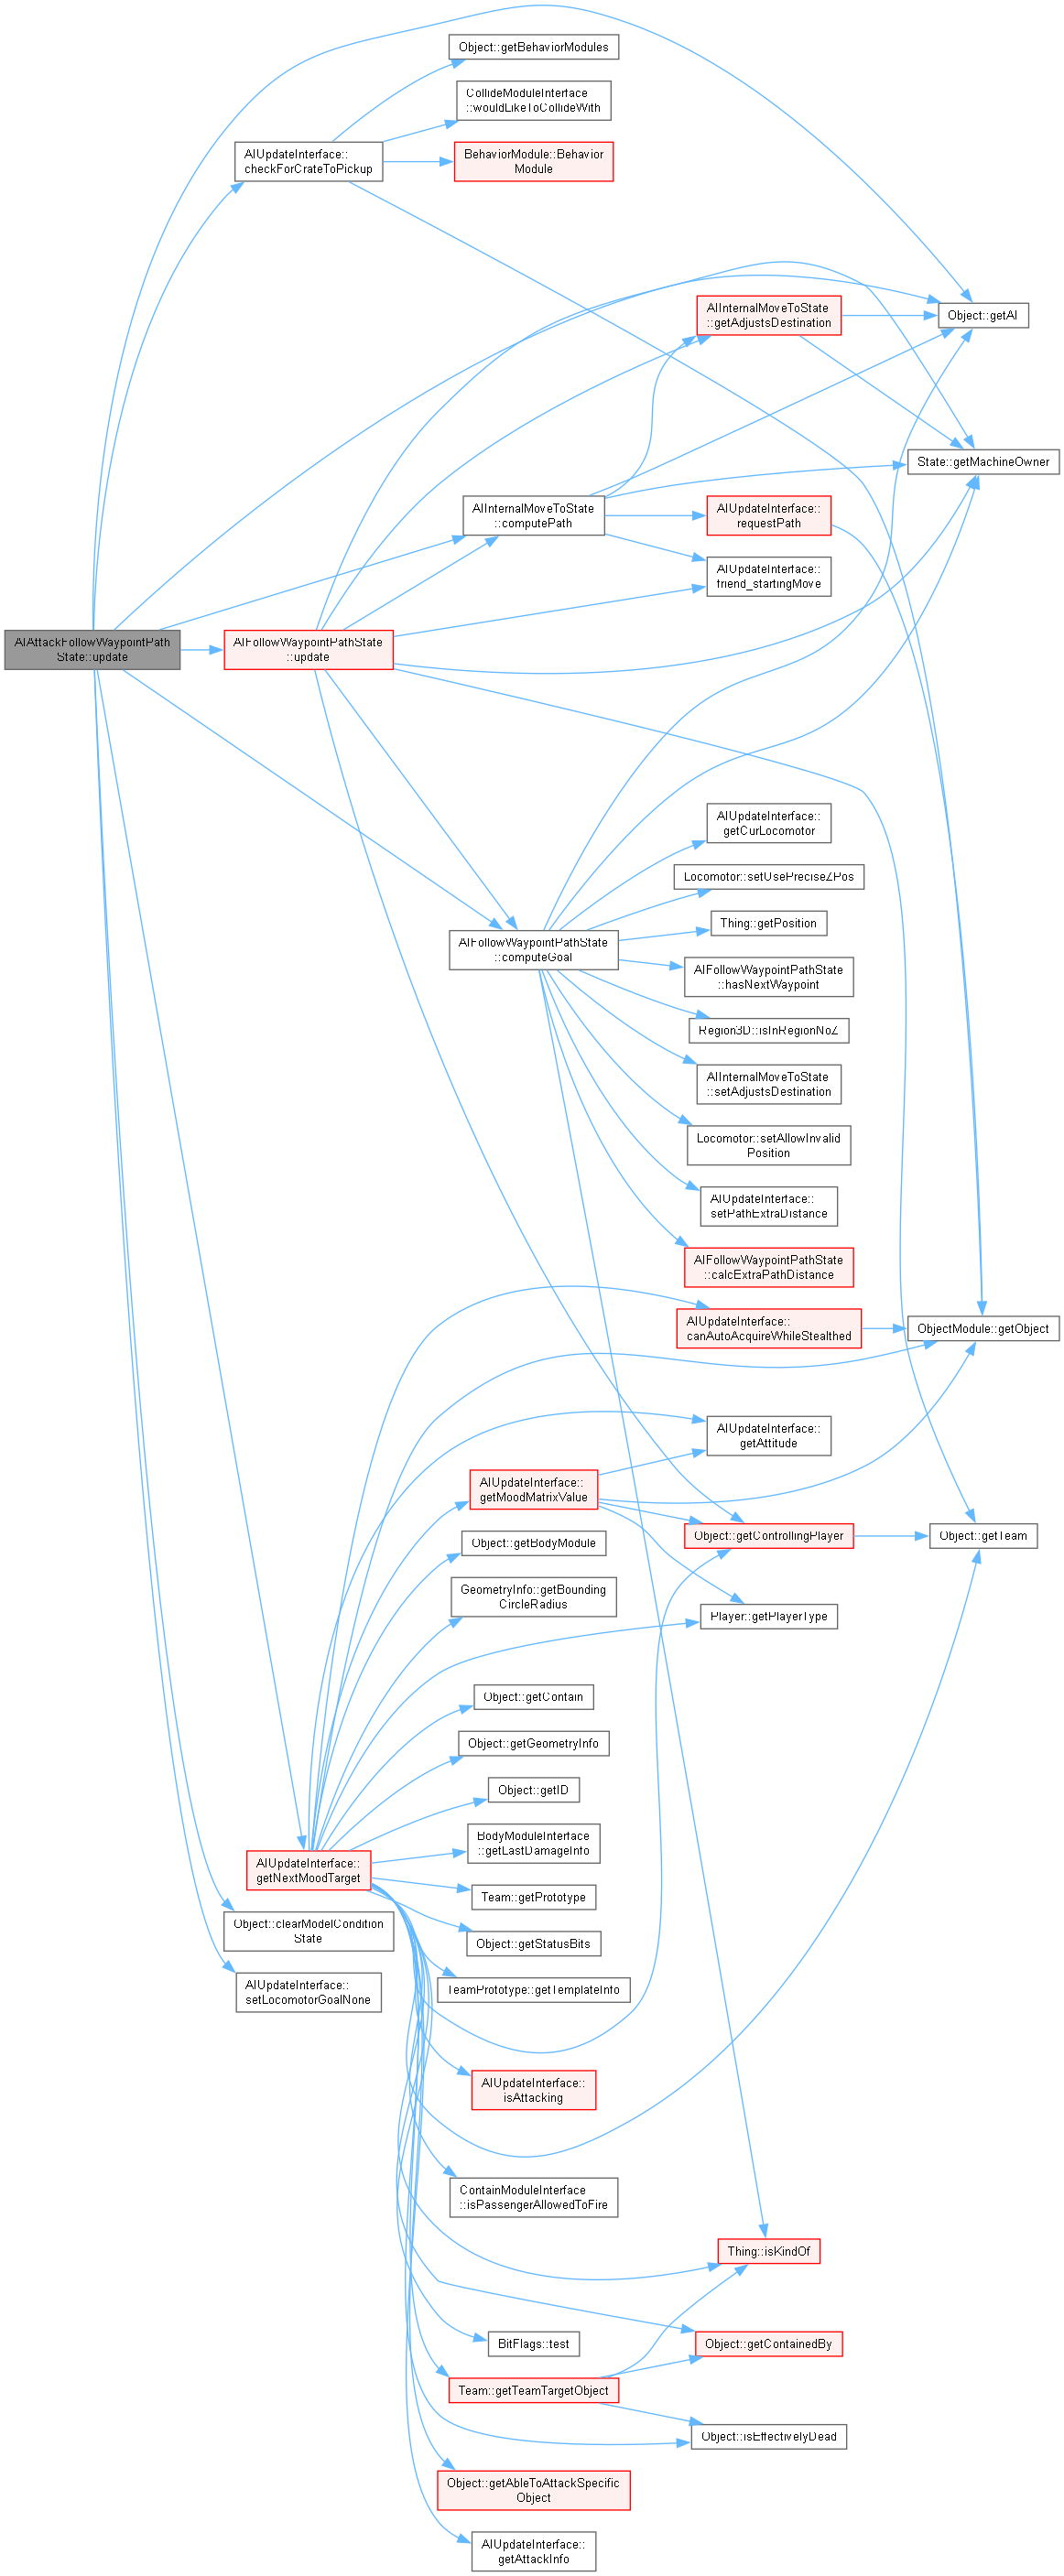 Object::getBehaviorModules
CollideModuleInterface
::wouldLikeToCollideWith
AIUpdateInterface::
checkForCrateToPickup
BehaviorModule::Behavior
Module
AIInternalMoveToState
::getAdjustsDestination
Object::getAI
State::getMachineOwner
AIInternalMoveToState
::computePath
AIUpdateInterface::
requestPath
AIUpdateInterface::
friend_startingMove
AIAttackFollowWaypointPath
State::update
AIFollowWaypointPathState
::update
AIUpdateInterface::
getCurLocomotor
Locomotor::setUsePreciseZPos
Thing::getPosition
AIFollowWaypointPathState
::computeGoal
AIFollowWaypointPathState
::hasNextWaypoint
Region3D::isInRegionNoZ
AIInternalMoveToState
::setAdjustsDestination
Locomotor::setAllowInvalid
Position
AIUpdateInterface::
setPathExtraDistance
AIFollowWaypointPathState
::calcExtraPathDistance
AIUpdateInterface::
canAutoAcquireWhileStealthed
ObjectModule::getObject
AIUpdateInterface::
getAttitude
AIUpdateInterface::
getMoodMatrixValue
Object::getControllingPlayer
Object::getTeam
Object::getBodyModule
GeometryInfo::getBounding
CircleRadius
Player::getPlayerType
Object::getContain
Object::getGeometryInfo
Object::getID
BodyModuleInterface
::getLastDamageInfo
AIUpdateInterface::
getNextMoodTarget
Team::getPrototype
Object::clearModelCondition
State
Object::getStatusBits
AIUpdateInterface::
setLocomotorGoalNone
TeamPrototype::getTemplateInfo
AIUpdateInterface::
isAttacking
ContainModuleInterface
::isPassengerAllowedToFire
Thing::isKindOf
BitFlags::test
Object::getContainedBy
Team::getTeamTargetObject
Object::isEffectivelyDead
Object::getAbleToAttackSpecific
Object
AIUpdateInterface::
getAttackInfo